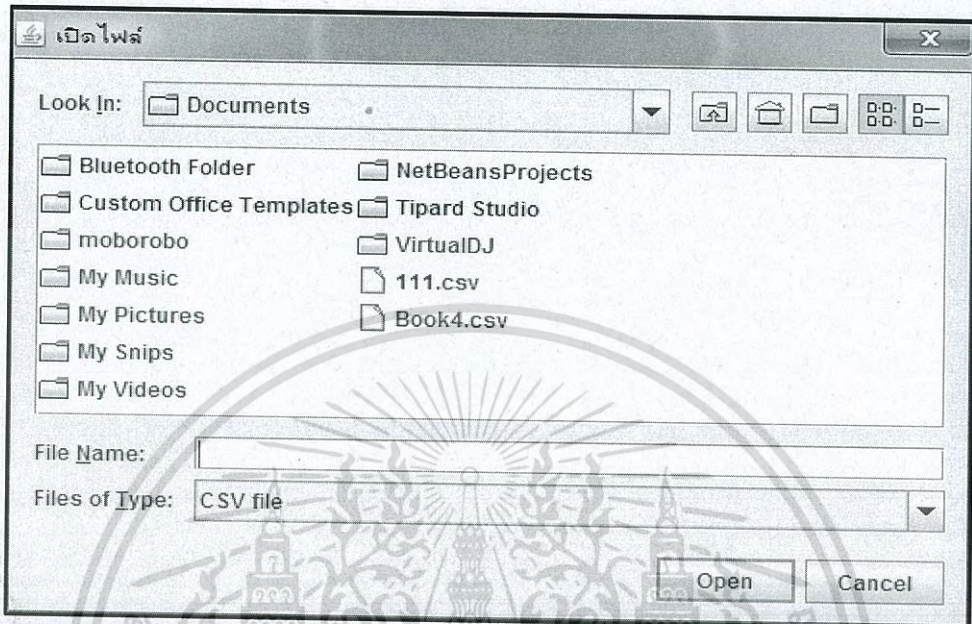 เปิดไฟล์
Look In: Documents
Bluetooth Folder
Custom Office Templates
moborobo
My Music
My Pictures
My Snips
My Videos
NetBeansProjects
Tipard Studio
VirtualDJ
111.csv
Book4.csv
File Name:
Files of Type: CSV file
Open Cancel